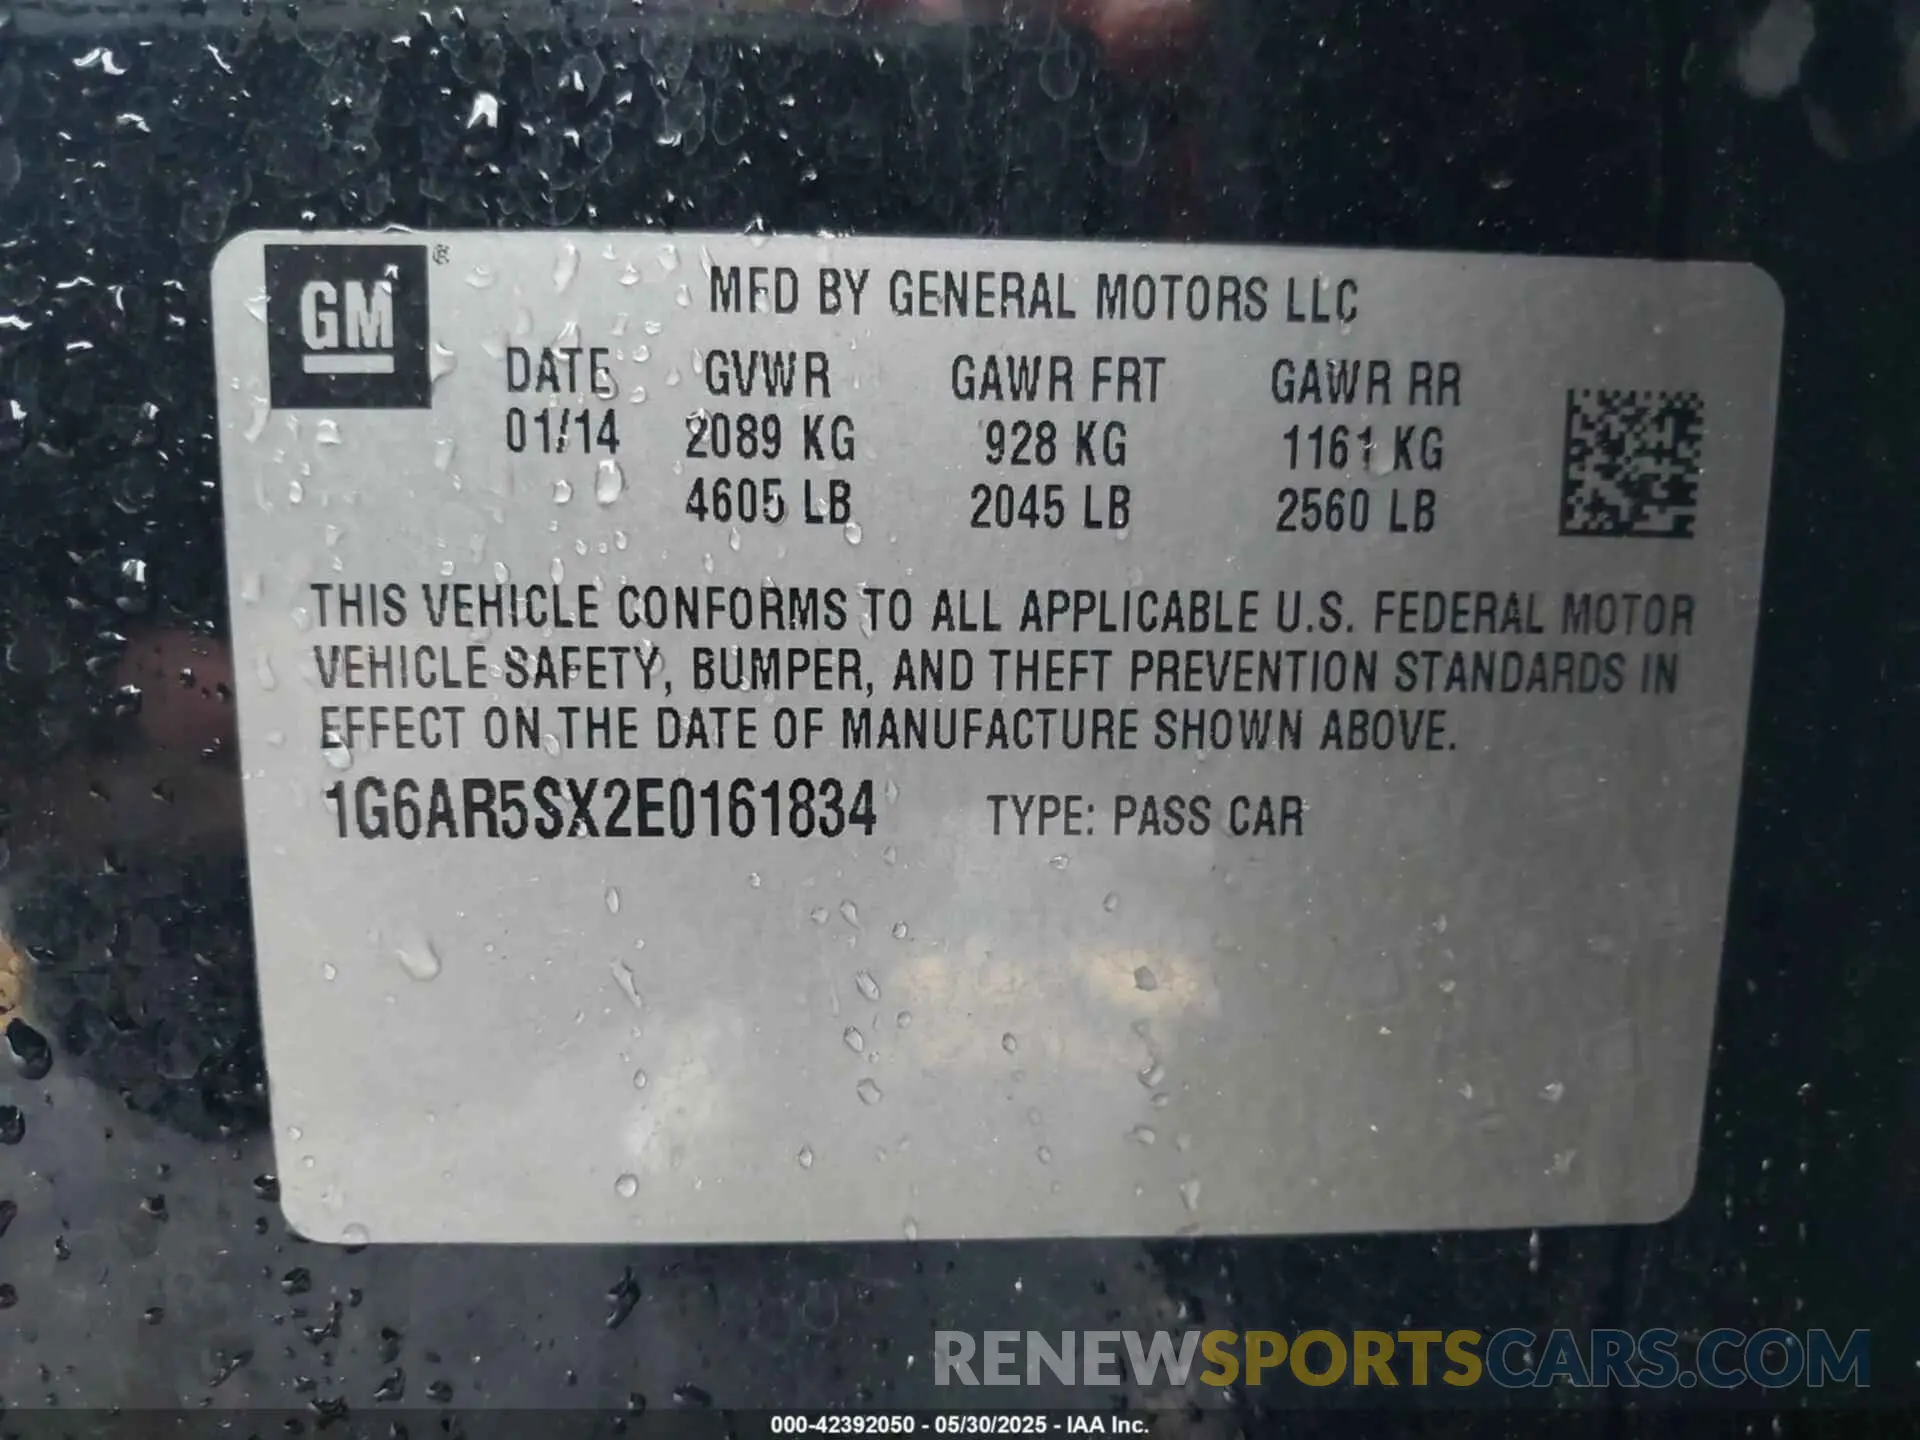 GM®
MFD BY GENERAL MOTORS LLC
DATE GVWR GAWR FRT GAWR RR
01/14 2089 KG 928 KG 1161 KG
4605 LB 2045 LB 2560 LB
THIS VEHICLE CONFORMS TO ALL APPLICABLE U.S. FEDERAL MOTOR
VEHICLE SAFETY, BUMPER, AND THEFT PREVENTION STANDARDS IN
EFFECT ON THE DATE OF MANUFACTURE SHOWN ABOVE.
1G6AR5SX2E0161834 TYPE: PASS CAR
RENEWSPORTSCARS.COM
000-42392050 - 05/30/2025 - IAA Inc.